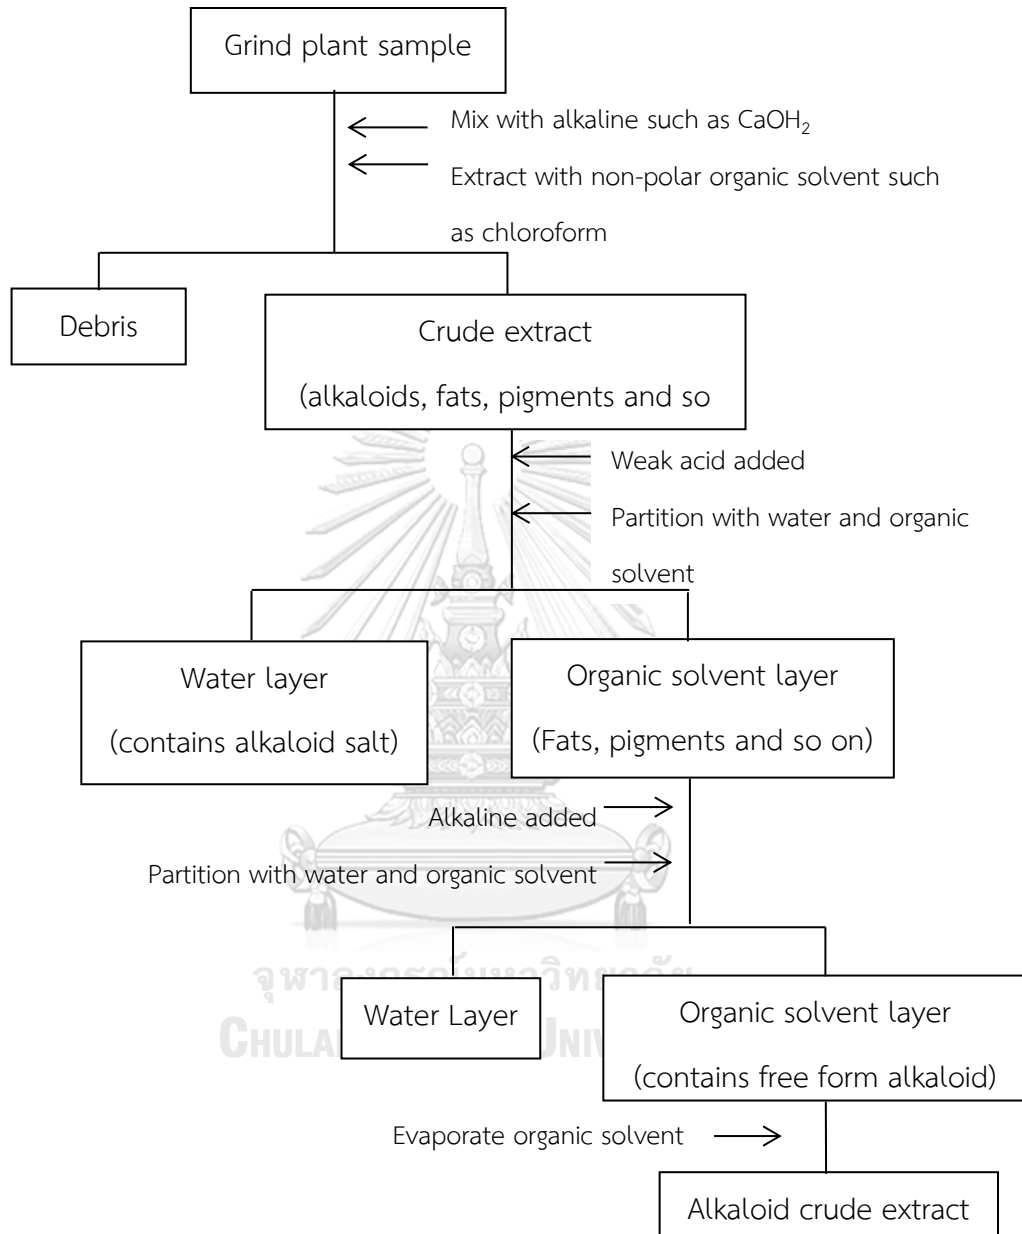 Grind plant sample
Mix with alkaline such as CaOH₂
Extract with non-polar organic solvent such
as chloroform
Debris
Crude extract
(alkaloids, fats, pigments and so
Weak acid added
Partition with water and organic
solvent
Water layer
(contains alkaloid salt)
Organic solvent layer
(Fats, pigments and so on)
Alkaline added
Partition with water and organic solvent
Water Layer
Organic solvent layer
(contains free form alkaloid)
Evaporate organic solvent
Alkaloid crude extract